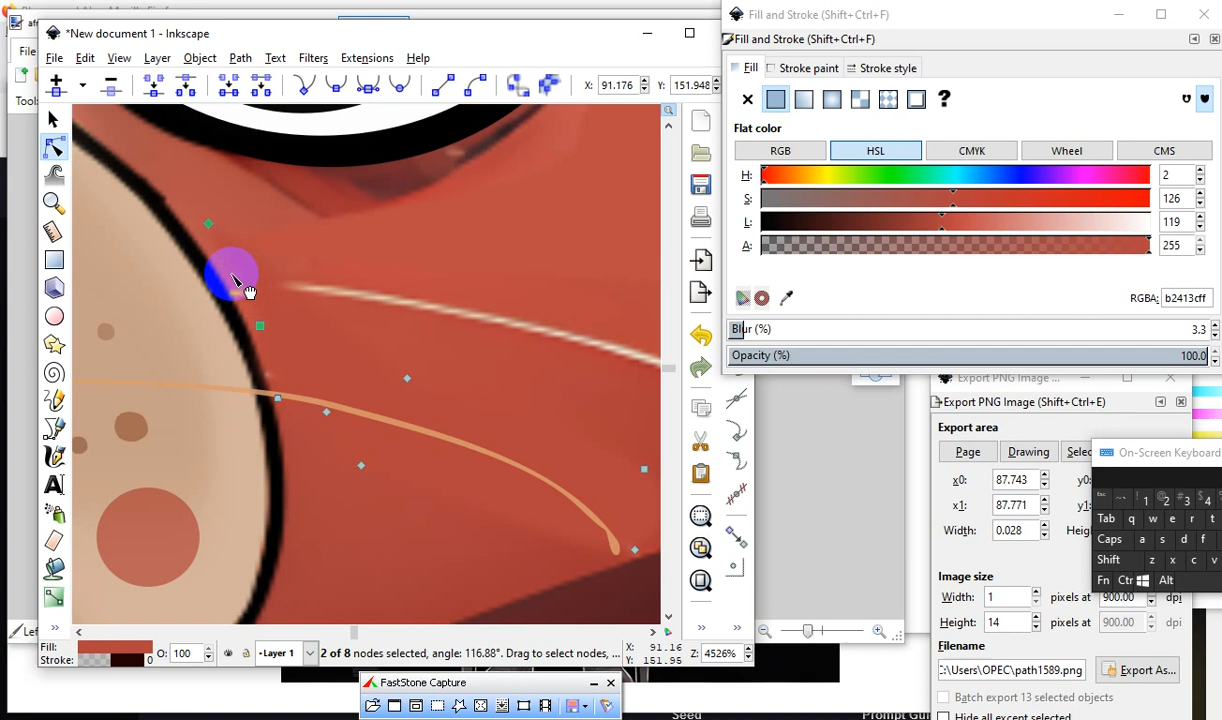 *New document 1 - Inkscape
File Edit View Layer Object Path Text Filters Extensions Help
X: 91.176 Y: 151.948
Fill and Stroke (Shift+Ctrl+F)
Fill and Stroke (Shift+Ctrl+F)
Fill Stroke paint Stroke style
?
Flat color
RGB HSL CMYK Wheel CMS
H: 2
S: 126
L: 119
A: 255
RGBA: b2413cff
Blur (%) 3.3
Opacity (%) 100.0
Export PNG Image ...
Export PNG Image (Shift+Ctrl+E)
Export area
Page Drawing
x0: 87.743
x1: 87.771
Width: 0.028
Image size
Width: 1 pixels at 900.00 dpi
Height: 14 pixels at 900.00 dpi
Filename
:\Users\OPEC\path1589.png Export As...
Batch export 13 selected objects
Hide all except selected
On-Screen Keyboard
Tab q w e r t
Caps a s d f
Shift z x c v
Fn Alt
Fill:
Stroke: 0
O: 100
Layer 1
2 of 8 nodes selected, angle: 116.88°. Drag to select nodes, ...
X: 91.16
Y: 151.95
Z: 4526%
FastStone Capture
Seed